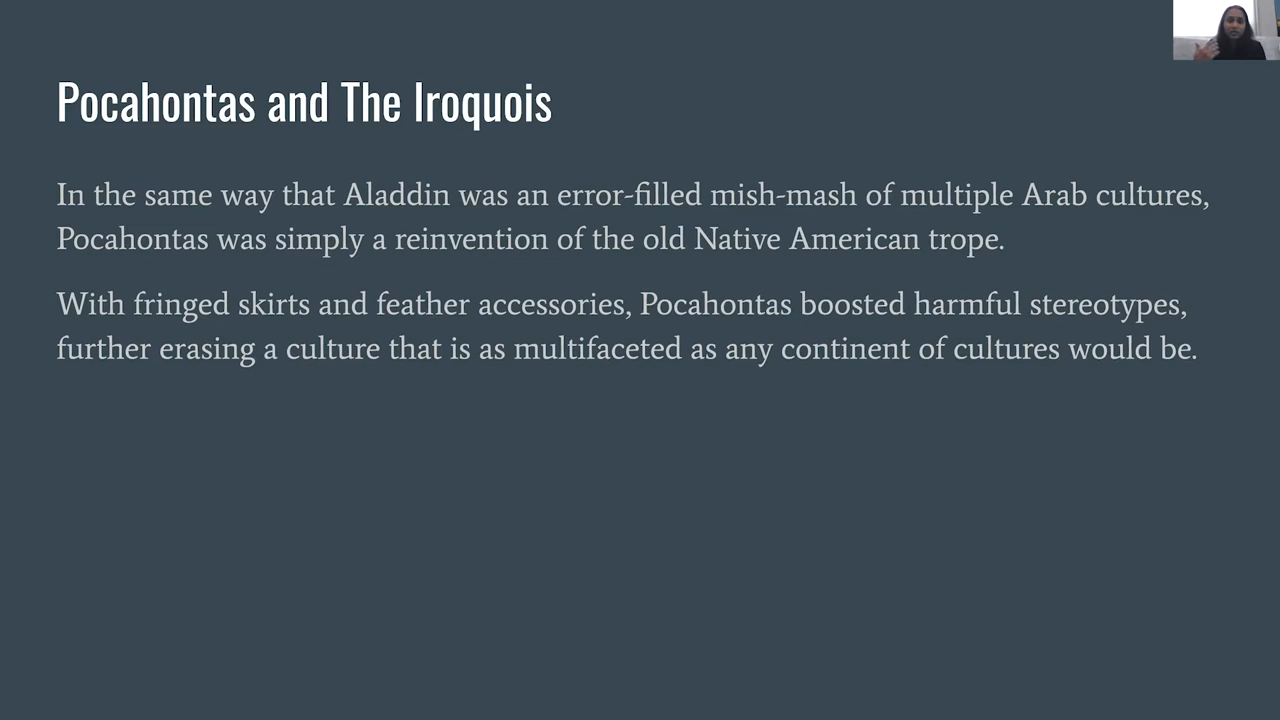 Pocahontas and The Iroquois
In the same way that Aladdin was an error-filled mish-mash of multiple Arab cultures,
Pocahontas was simply a reinvention of the old Native American trope.
With fringed skirts and feather accessories, Pocahontas boosted harmful stereotypes,
further erasing a culture that is as multifaceted as any continent of cultures would be.